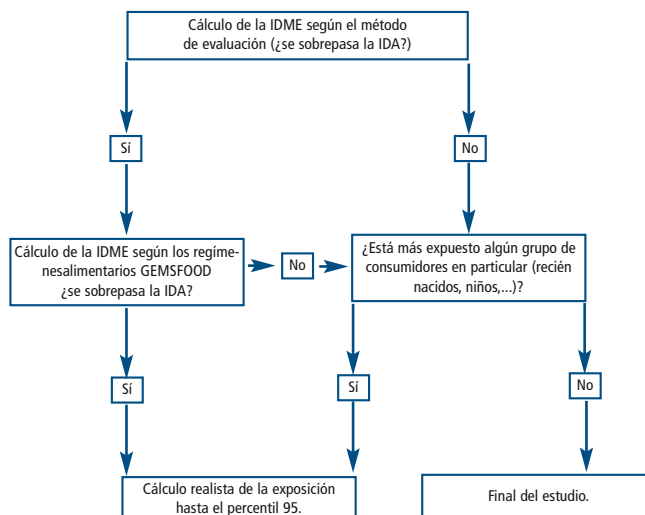 Cálculo de la IDME según el método
de evaluación (¿se sobrepasa la IDA?)
Sí
No
Cálculo de la IDME según los regíme-
nesalimentarios GEMSFOOD
¿se sobrepasa la IDA?
No
¿Está más expuesto algún grupo de
consumidores en particular (recién
nacidos, niños,...)?
Sí
Sí
No
Cálculo realista de la exposición
hasta el percentil 95.
Final del estudio.